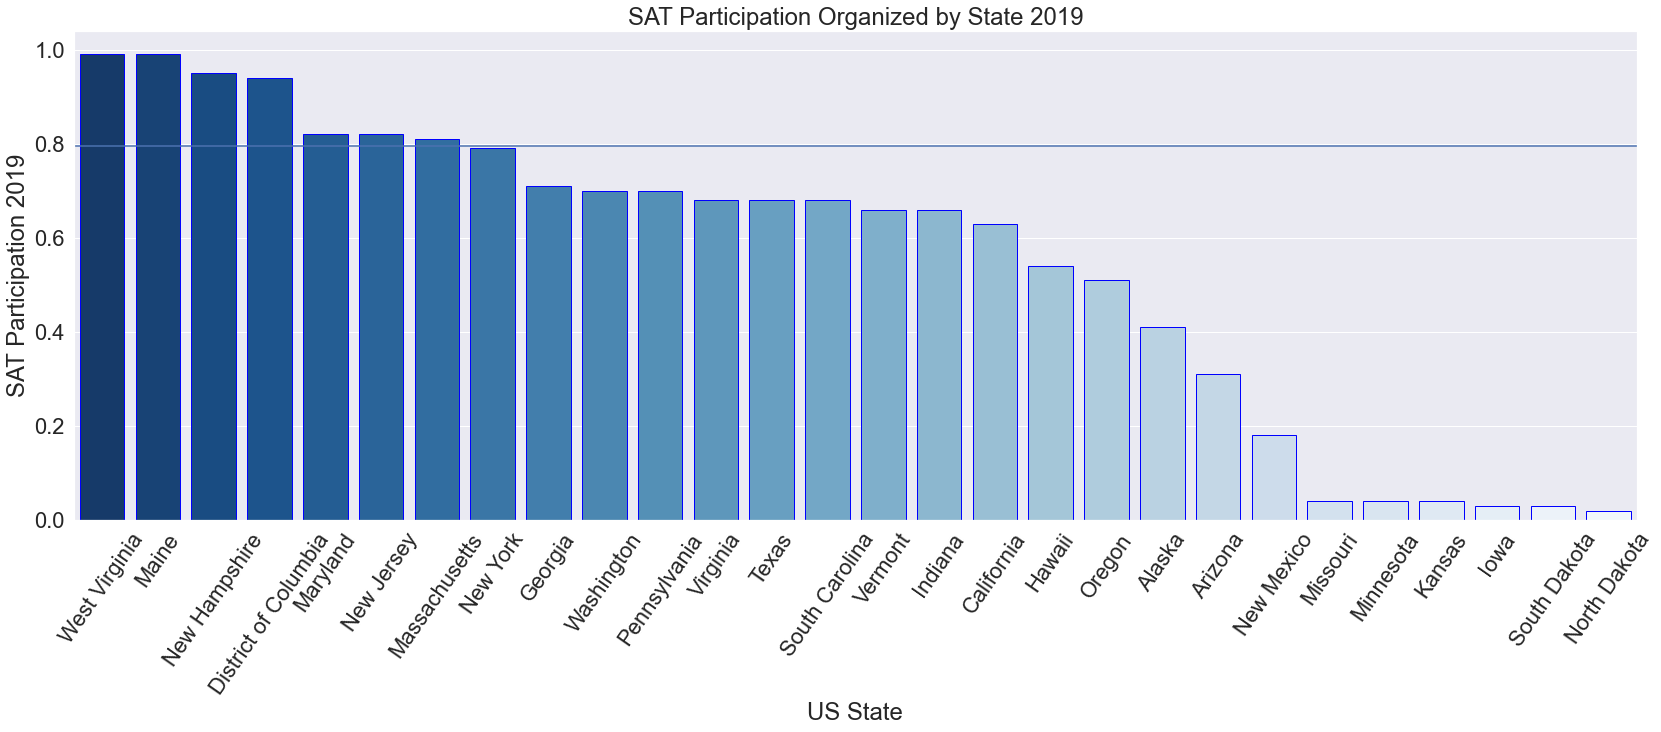 SAT Participation Organized by State 2019
SAT Participation 2019
1.0
0.8
0.6
0.4
0.2
0.0
West Virginia
Maine
New Hampshire
District of Columbia
Maryland
New Jersey
Massachusetts
New York
Georgia
Washington
Pennsylvania
Virginia
Texas
South Carolina
Vermont
Indiana
California
Hawaii
Oregon
Alaska
Arizona
New Mexico
Missouri
Minnesota
Kansas
Iowa
South Dakota
North Dakota
US State